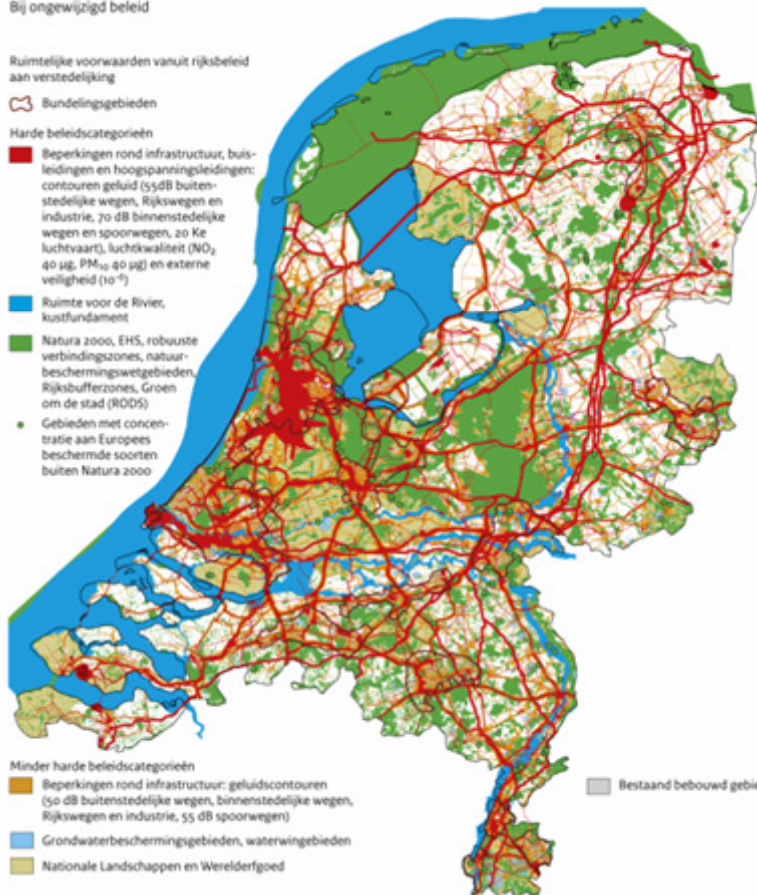 Bij ongewijzigd beleid
Ruimtelijke voorwaarden vanuit rijksbeleid
aan verstedelijking
Bundelingsgebieden
Harde beleidscategorieën
Beperkingen rond infrastructuur, buis-
leidingen en hoogspanningsleidingen:
contouren geluid (55dB buiten-
stedelijke wegen, Rijkswegen en
industrie, 70 dB binnenstedelijke
wegen en spoorwegen, 20 Ke
luchtvaart), luchtkwaliteit (NO₂
40 µg, PM₁₀ 40 µg) en externe
veiligheid (10⁻⁶)
Ruimte voor de Rivier,
kustfundament
Natura 2000, EHS, robuuste
verbindingszones, natuur-
beschermingswetgebieden,
Rijksbufferzones, Groen
om de stad (RODS)
Gebieden met concen-
tratie aan Europees
beschermde soorten
buiten Natura 2000
Minder harde beleidscategorieën
Beperkingen rond infrastructuur: geluidscontouren
(50 dB buitenstedelijke wegen, binnenstedelijke wegen,
Rijkswegen en industrie, 55 dB spoorwegen)
Grondwaterbeschermingsgebieden, waterwingebieden
Nationale Landschappen en Werelderfgoed
Bestaand bebouwd gebie